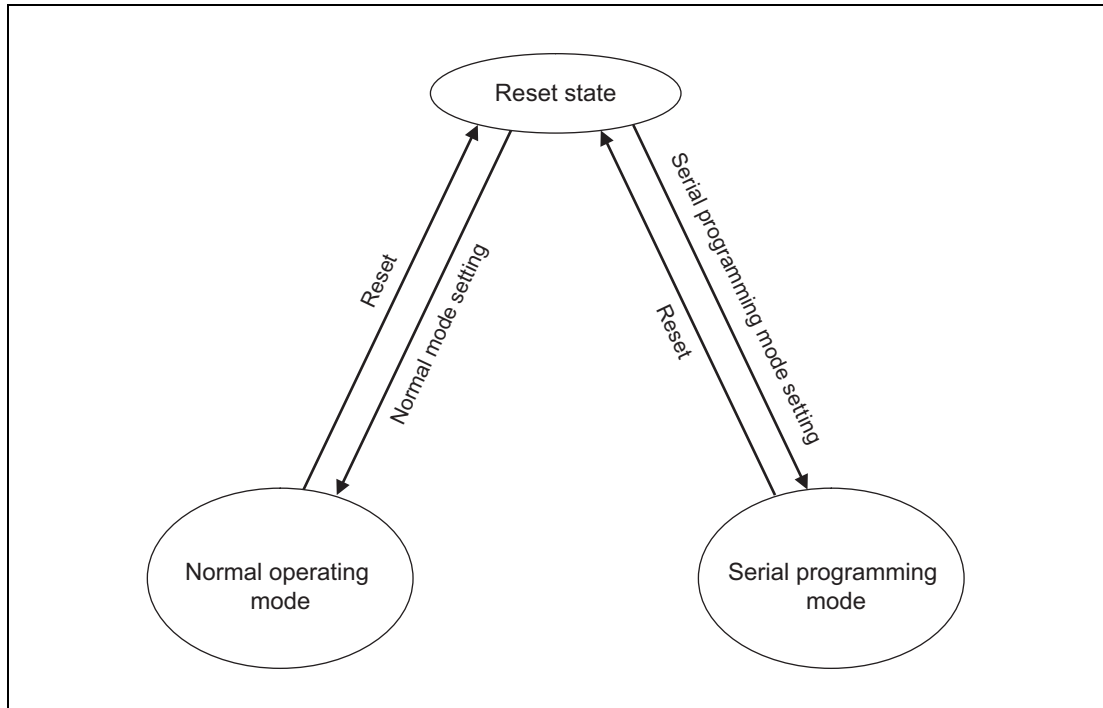 Reset state
Reset
Normal mode setting
Reset
Serial programming mode setting
Normal operating
mode
Serial programming
mode